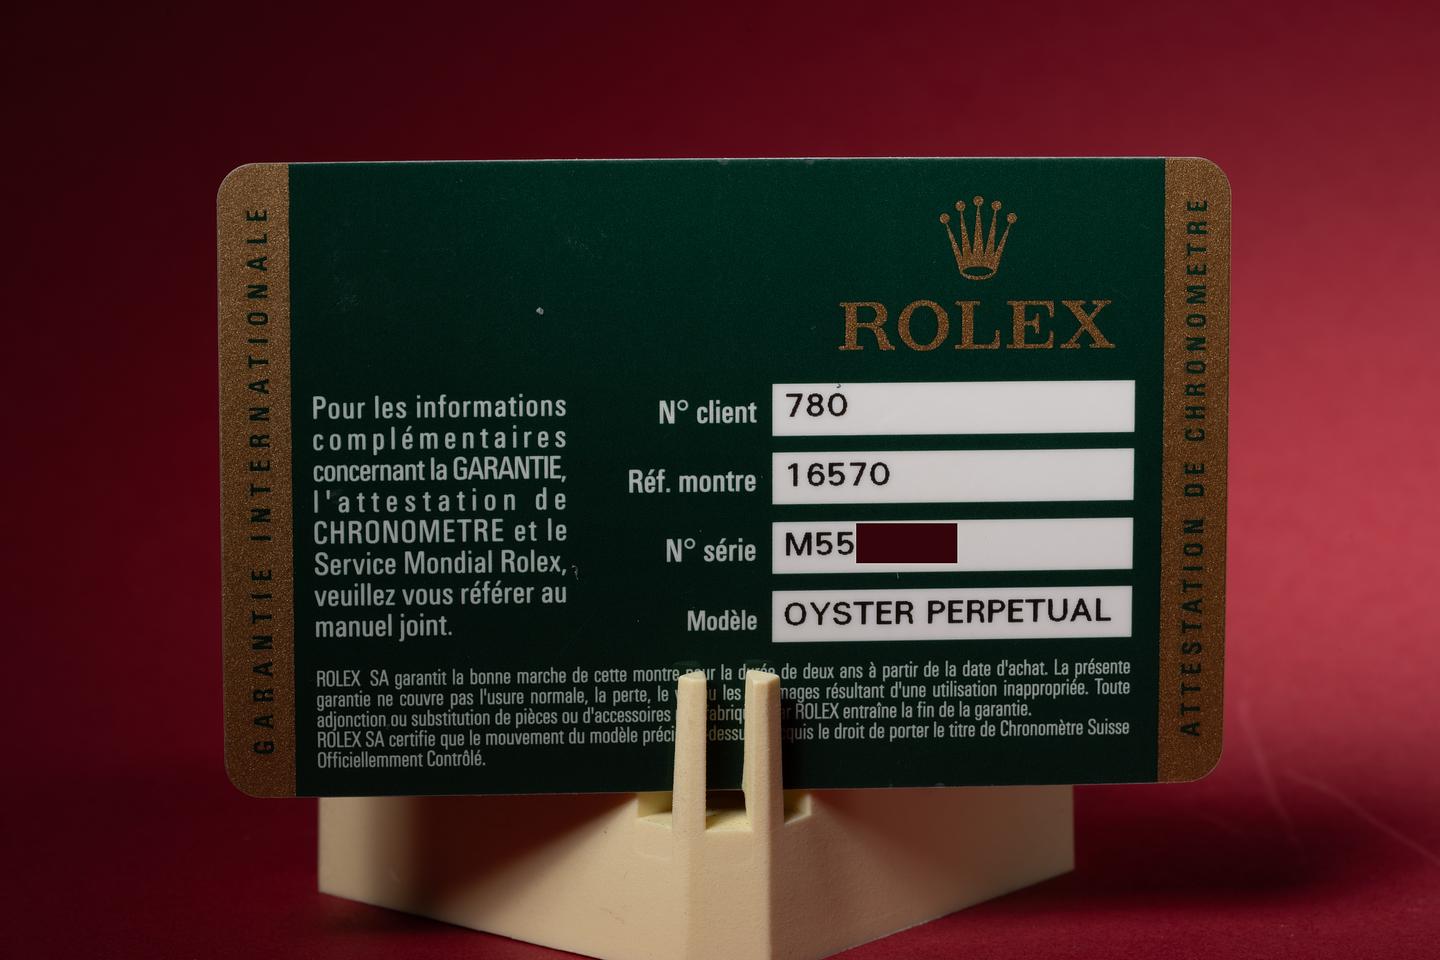 GARANTIE INTERNATIONALE
ROLEX
Pour les informations
complémentaires
concernant la GARANTIE,
l'attestation de
CHRONOMETRE et le
Service Mondial Rolex,
veuillez vous référer au
manuel joint.
N° client 780
Réf. montre 16570
N° série M55
Modèle OYSTER PERPETUAL
ROLEX SA garantit la bonne marche de cette montre pour la durée de deux ans à partir de la date d'achat. La présente
garantie ne couvre pas l'usure normale, la perte, le les résultant d'une utilisation inappropriée. Toute
adjonction ou substitution de pièces ou d'accessoires ROLEX entraîne la fin de la garantie.
ROLEX SA certifie que le mouvement du modèle le droit de porter le titre de Chronomètre Suisse
Officiellemment Contrôlé.
ATTESTATION DE CHRONOMETRE